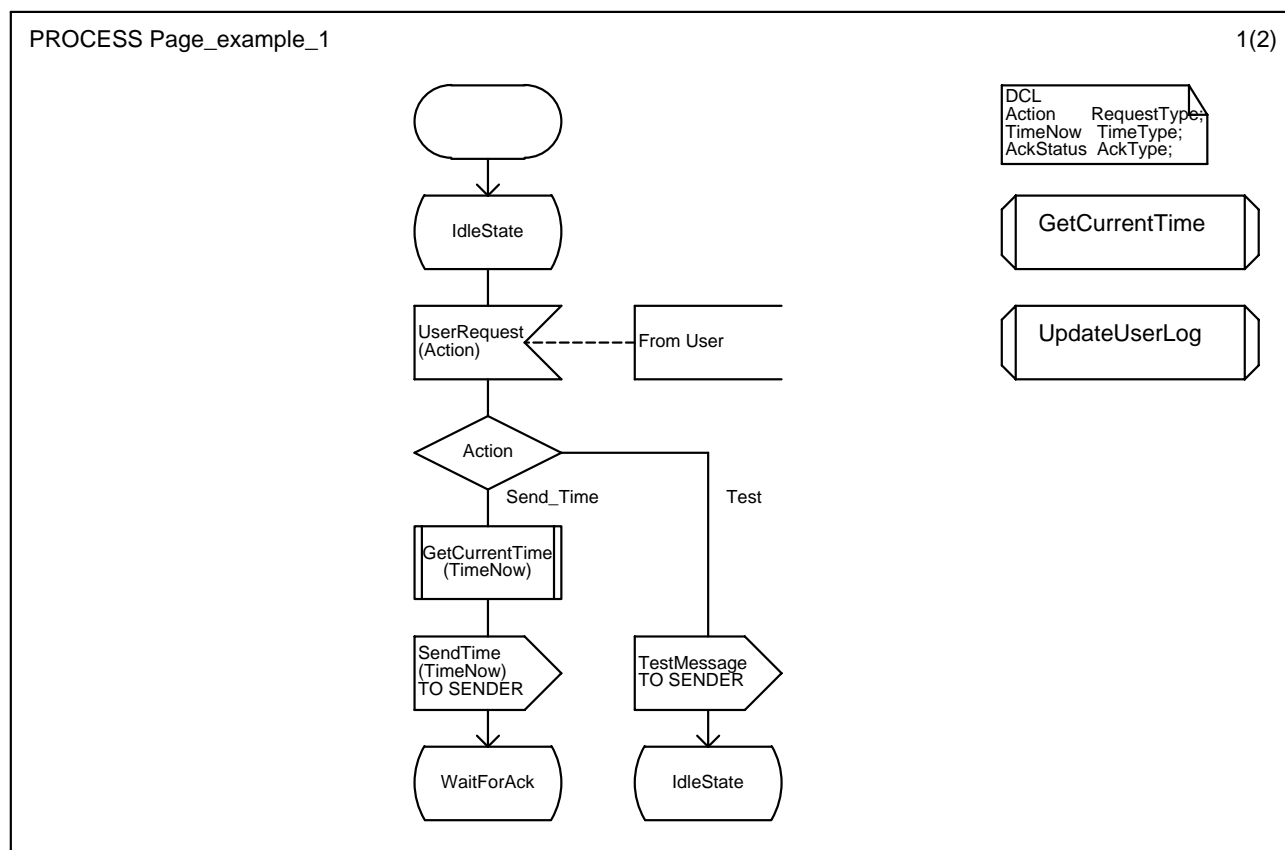 PROCESS Page_example_1
1(2)
DCL
Action RequestType;
TimeNow TimeType;
AckStatus AckType;
IdleState
GetCurrentTime
UserRequest
(Action)
From User
UpdateUserLog
Action
Send_Time
Test
GetCurrentTime
(TimeNow)
SendTime
(TimeNow)
TO SENDER
TestMessage
TO SENDER
WaitForAck
IdleState